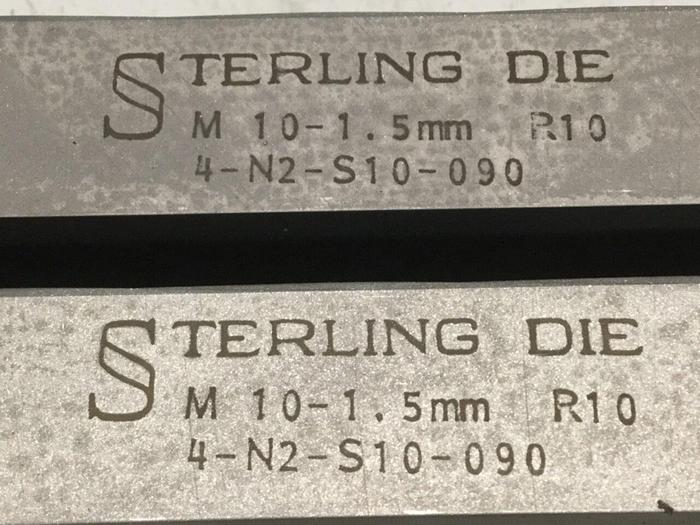 STERLING DIE
M 10-1.5mm R10
4-N2-S10-090
STERLING DIE
M 10-1.5mm R10
4-N2-S10-090